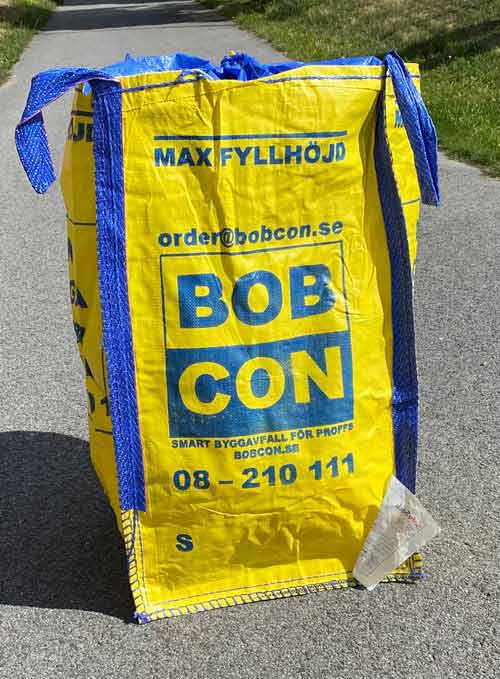 MAX FYLLHÖJD
order@bobcon.se
BOB
CON
SMART BYGGAVFALL FÖR PROFFS
BOBCON.SE
08 – 210 111
S